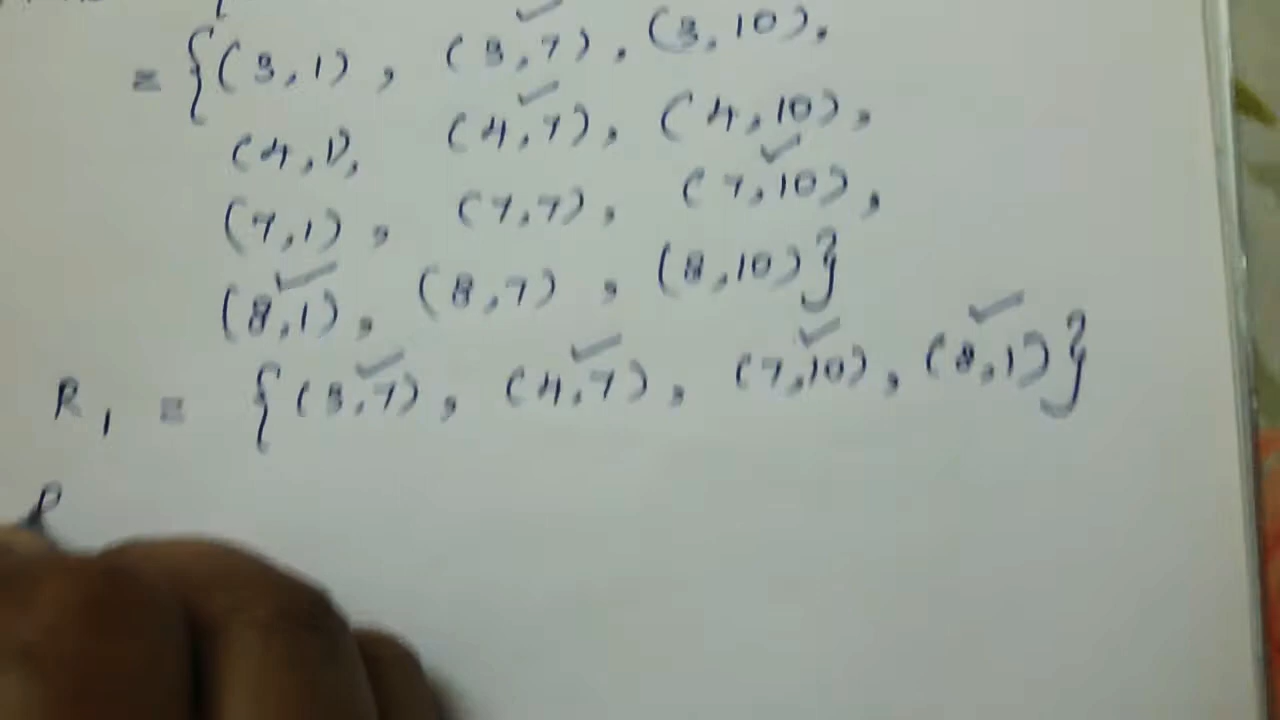 = {(3,1), (3,7), (3,10),
(4,1), (4,7), (4,10),
(7,1), (7,7), (7,10),
(8,1), (8,7), (8,10)}
R₁ = {(3,7), (4,7), (7,10), (8,1)}